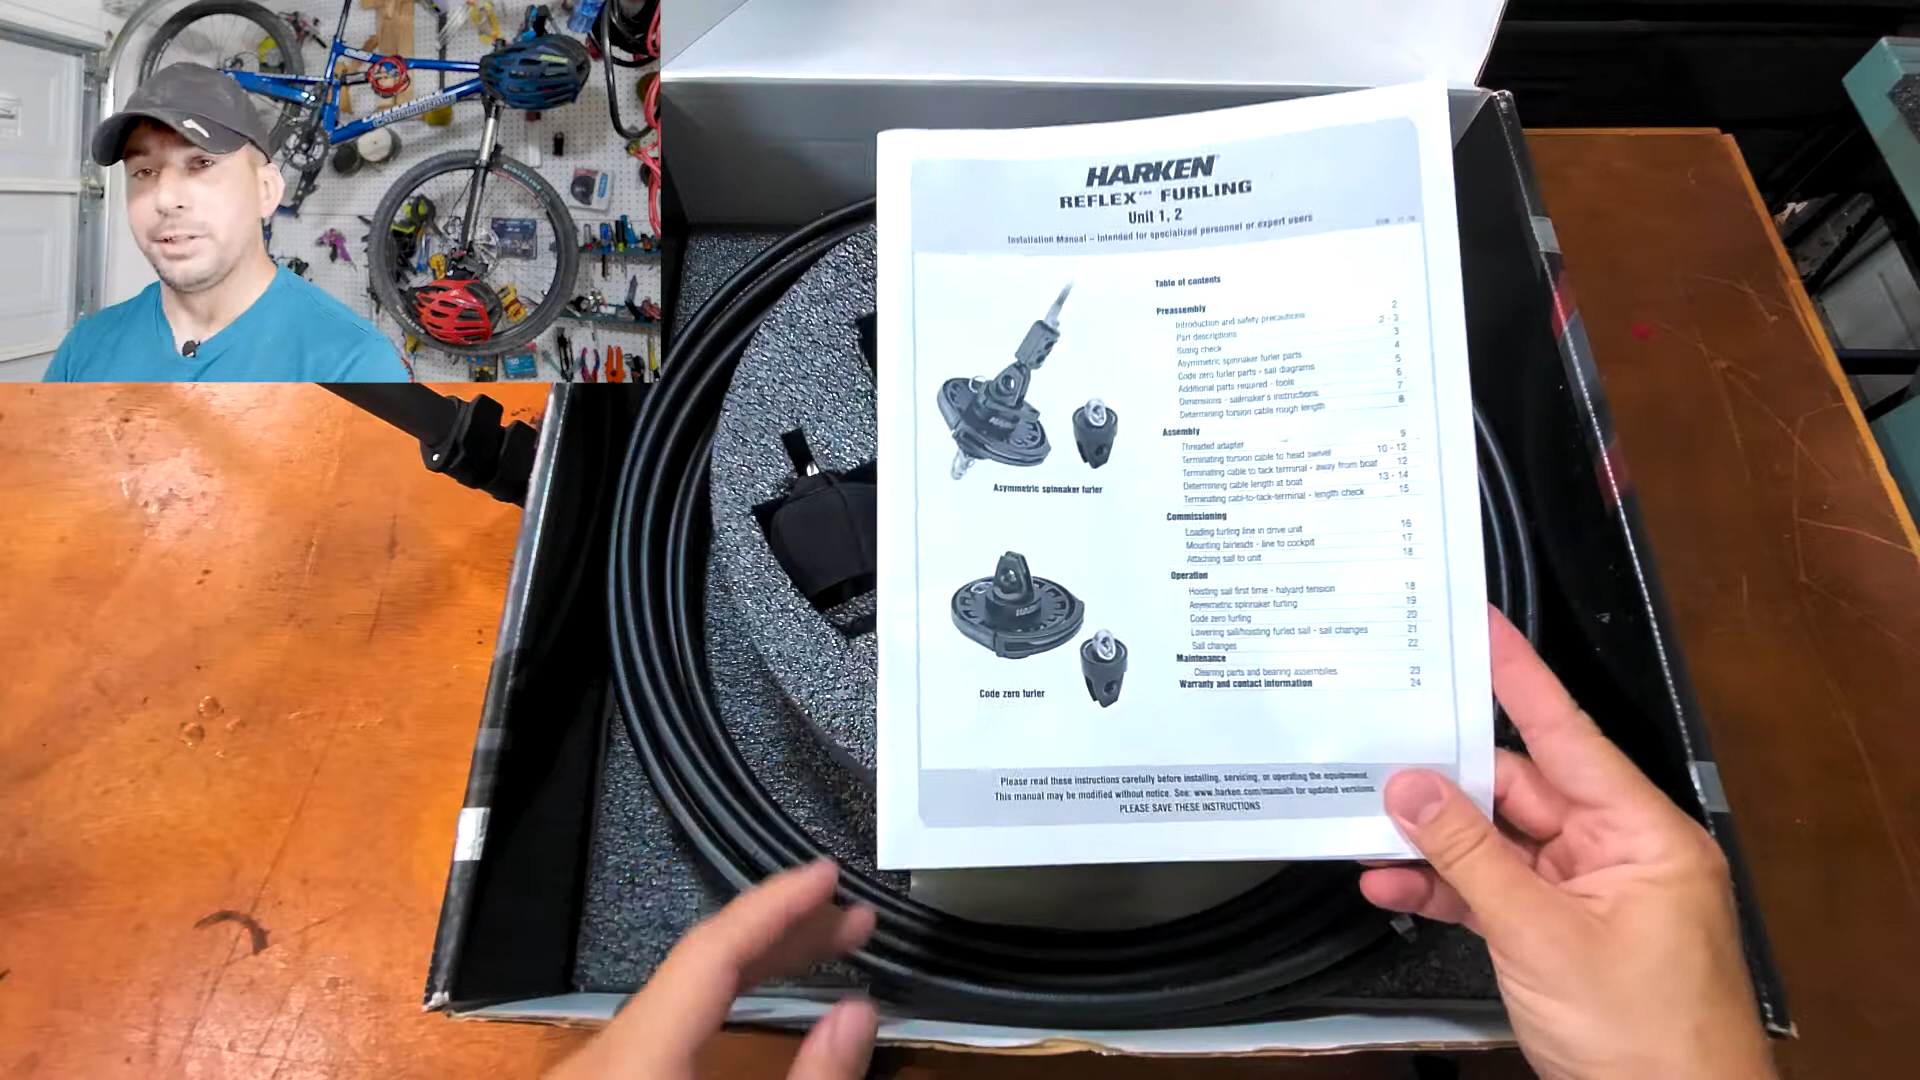 HARKEN
REFLEX™ FURLING
Unit 1, 2
Installation Manual – Intended for specialized personnel or expert users
Table of contents
Preassembly
Introduction and safety precautions 2
Part descriptions 2 - 3
Sizing check 3
Asymmetric spinnaker furler parts 4
Code zero furler parts - sail diagrams 5
Additional parts required - tools 6
Dimensions - sailmaker's instructions 7
Determining torsion cable rough length 8
Assembly
Threaded adapter 9
Terminating torsion cable to head swivel 10 - 12
Terminating cable to tack terminal - away from boat 12
Determining cable length at boat 13 - 14
Terminating cabl-to-tack-terminal - length check 15
Commissioning
Loading furling line in drive unit 16
Mounting fairleads - line to cockpit 17
Attaching sail to unit 18
Operation
Hoisting sail first time - halyard tension 18
Asymmetric spinnaker furling 19
Code zero furling 20
Lowering sail/hoisting furled sail - sail changes 21
Sail changes 22
Maintenance
Cleaning parts and bearing assemblies 23
Warranty and contact information 24
Asymmetric spinnaker furler
Code zero furler
Please read these instructions carefully before installing, servicing, or operating the equipment.
This manual may be modified without notice. See: www.harken.com/manuals for updated versions.
PLEASE SAVE THESE INSTRUCTIONS